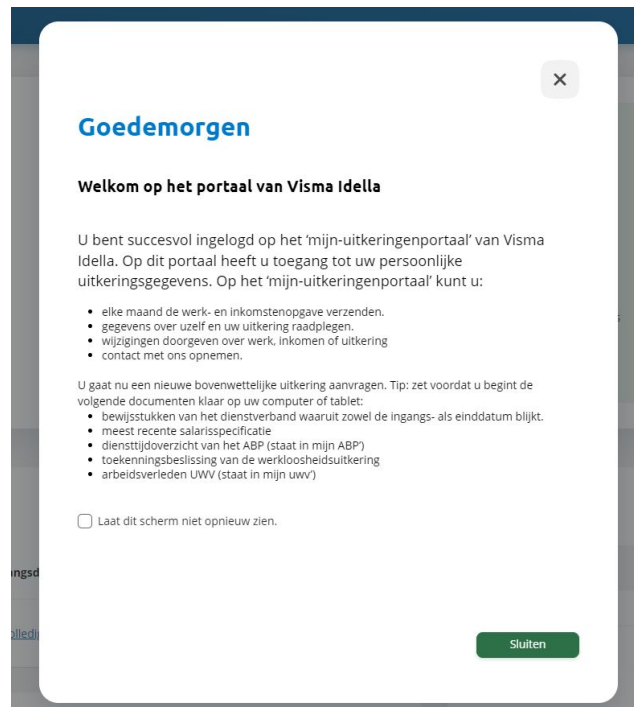 Goedemorgen
Welkom op het portaal van Visma Idella
U bent succesvol ingelogd op het ‘mijn-uitkeringenportaal’ van Visma
Idella. Op dit portaal heeft u toegang tot uw persoonlijke
uitkeringsgegevens. Op het ‘mijn-uitkeringenportaal’ kunt u:
• elke maand de werk- en inkomstenopgave verzenden.
• gegevens over uzelf en uw uitkering raadplegen.
• wijzigingen doorgeven over werk, inkomen of uitkering
• contact met ons opnemen.
U gaat nu een nieuwe bovenwettelijke uitkering aanvragen. Tip: zet voordat u begint de
volgende documenten klaar op uw computer of tablet:
• bewijsstukken van het dienstverband waaruit zowel de ingangs- als einddatum blijkt.
• meest recente salarisspecificatie
• diensttijdoverzicht van het ABP (staat in mijn ABP’)
• toekenningsbeslissing van de werkloosheidsuitkering
• arbeidsverleden UWV (staat in mijn uwv’)
Laat dit scherm niet opnieuw zien.
angsd
olledi
Sluiten